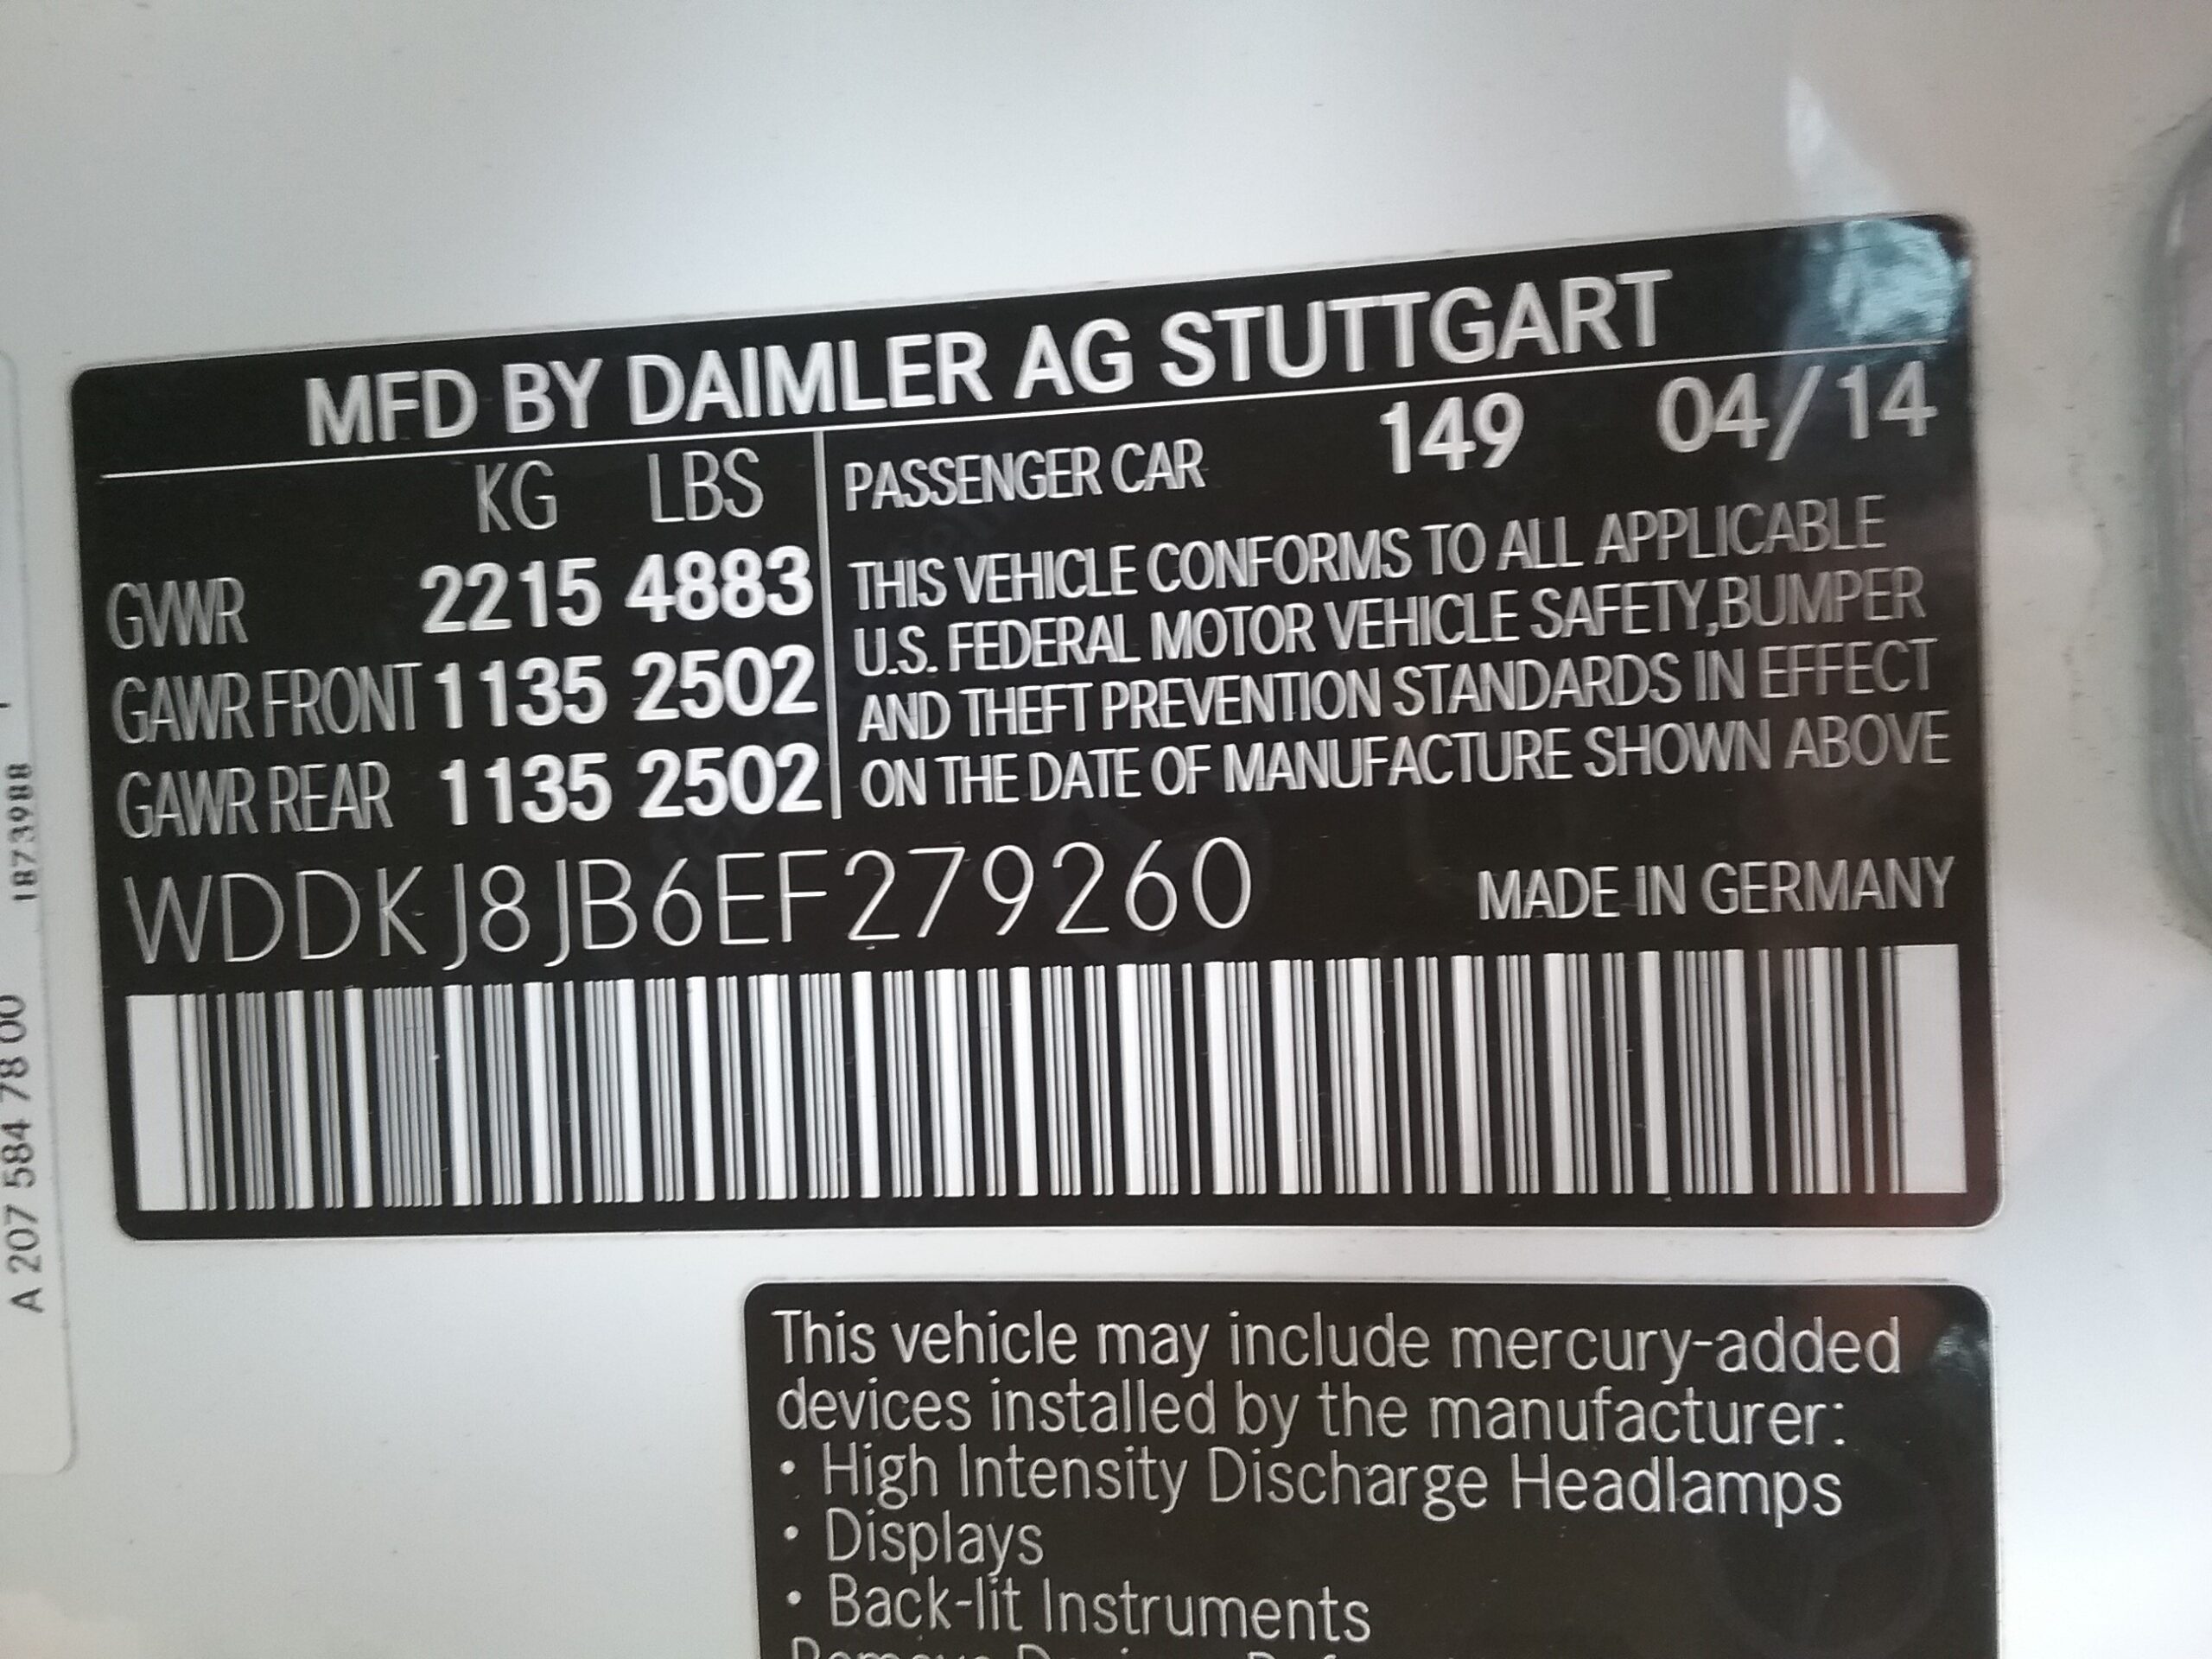 MFD BY DAIMLER AG STUTTGART
KG LBS
GVWR 2215 4883
GAWR FRONT 1135 2502
GAWR REAR 1135 2502
PASSENGER CAR 149 04/14
THIS VEHICLE CONFORMS TO ALL APPLICABLE
U.S. FEDERAL MOTOR VEHICLE SAFETY,BUMPER
AND THEFT PREVENTION STANDARDS IN EFFECT
ON THE DATE OF MANUFACTURE SHOWN ABOVE
WDDKJ8JB6EF279260
MADE IN GERMANY
A 207 584 78 00 1873988
This vehicle may include mercury-added
devices installed by the manufacturer:
• High Intensity Discharge Headlamps
• Displays
• Back-lit Instruments